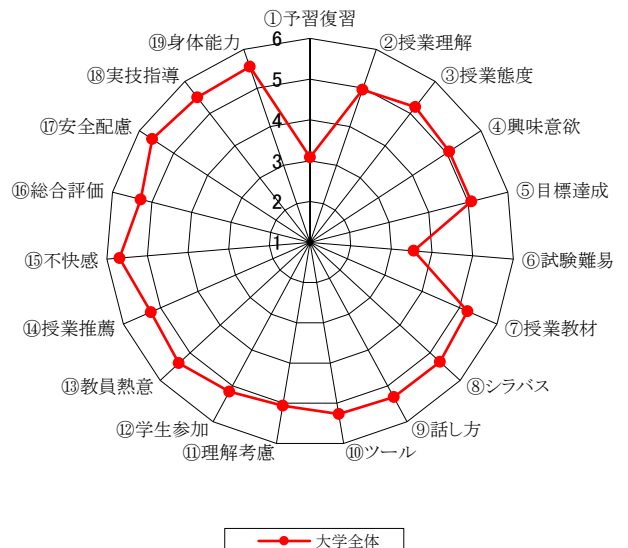 ①予習復習
②授業理解
③授業態度
④興味意欲
⑤目標達成
⑥試験難易
⑦授業教材
⑧シラバス
⑨話し方
⑩ツール
⑪理解考慮
⑫学生参加
⑬教員熱意
⑭授業推薦
⑮不快感
⑯総合評価
⑰安全配慮
⑱実技指導
⑲身体能力
6
5
4
3
2
1
大学全体